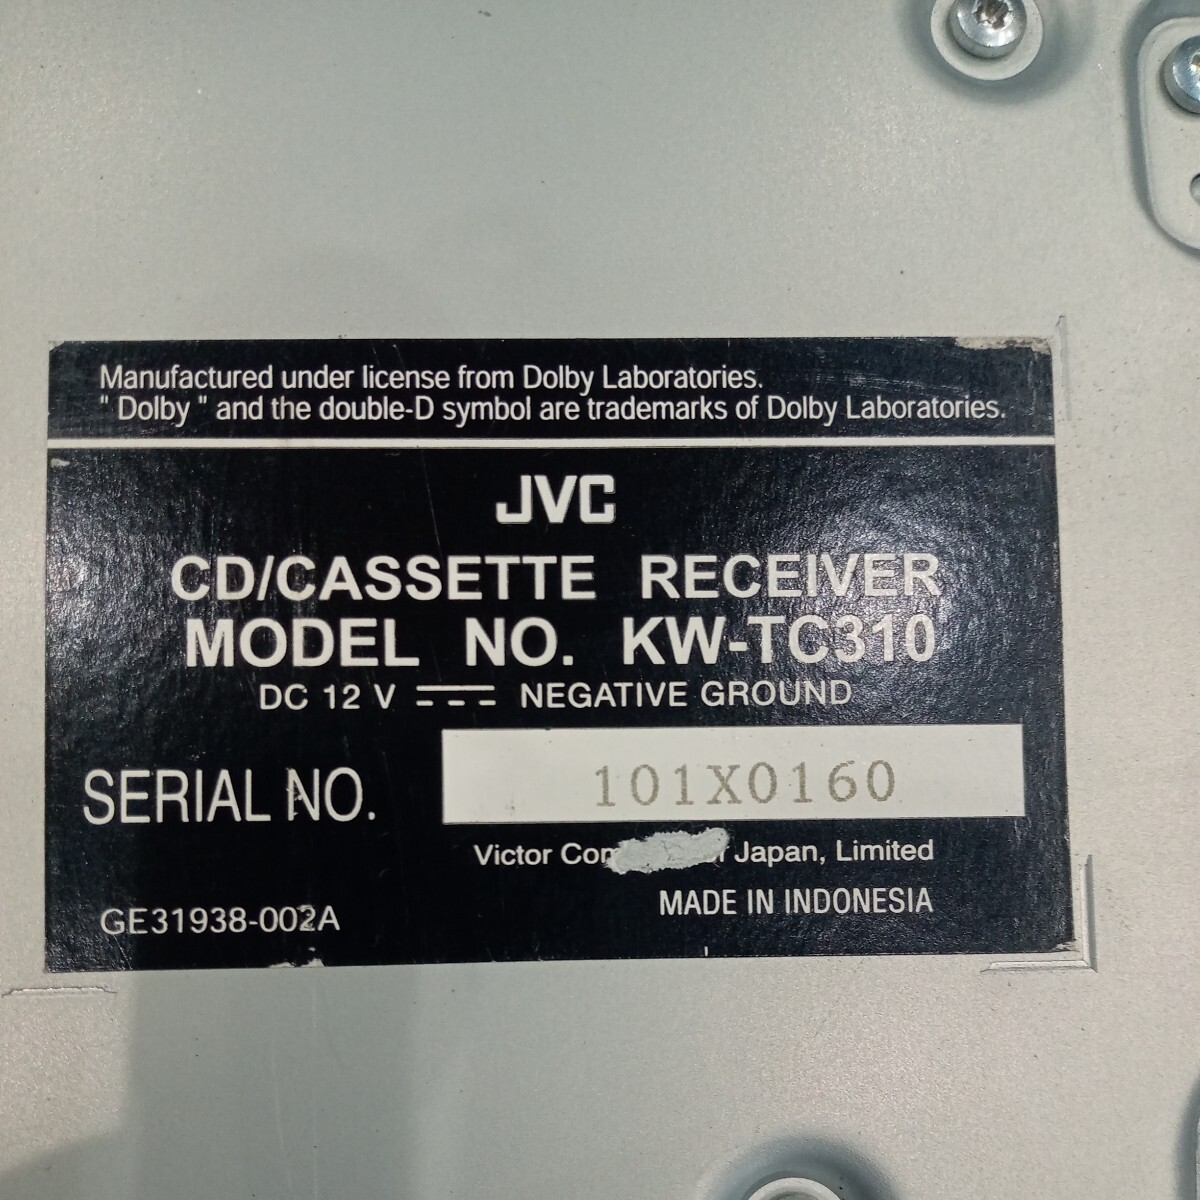 Manufactured under license from Dolby Laboratories.
" Dolby " and the double-D symbol are trademarks of Dolby Laboratories.
JVC
CD/CASSETTE RECEIVER
MODEL NO. KW-TC310
DC 12 V NEGATIVE GROUND
SERIAL NO. 101X0160
Victor Japan, Limited
MADE IN INDONESIA
GE31938-002A